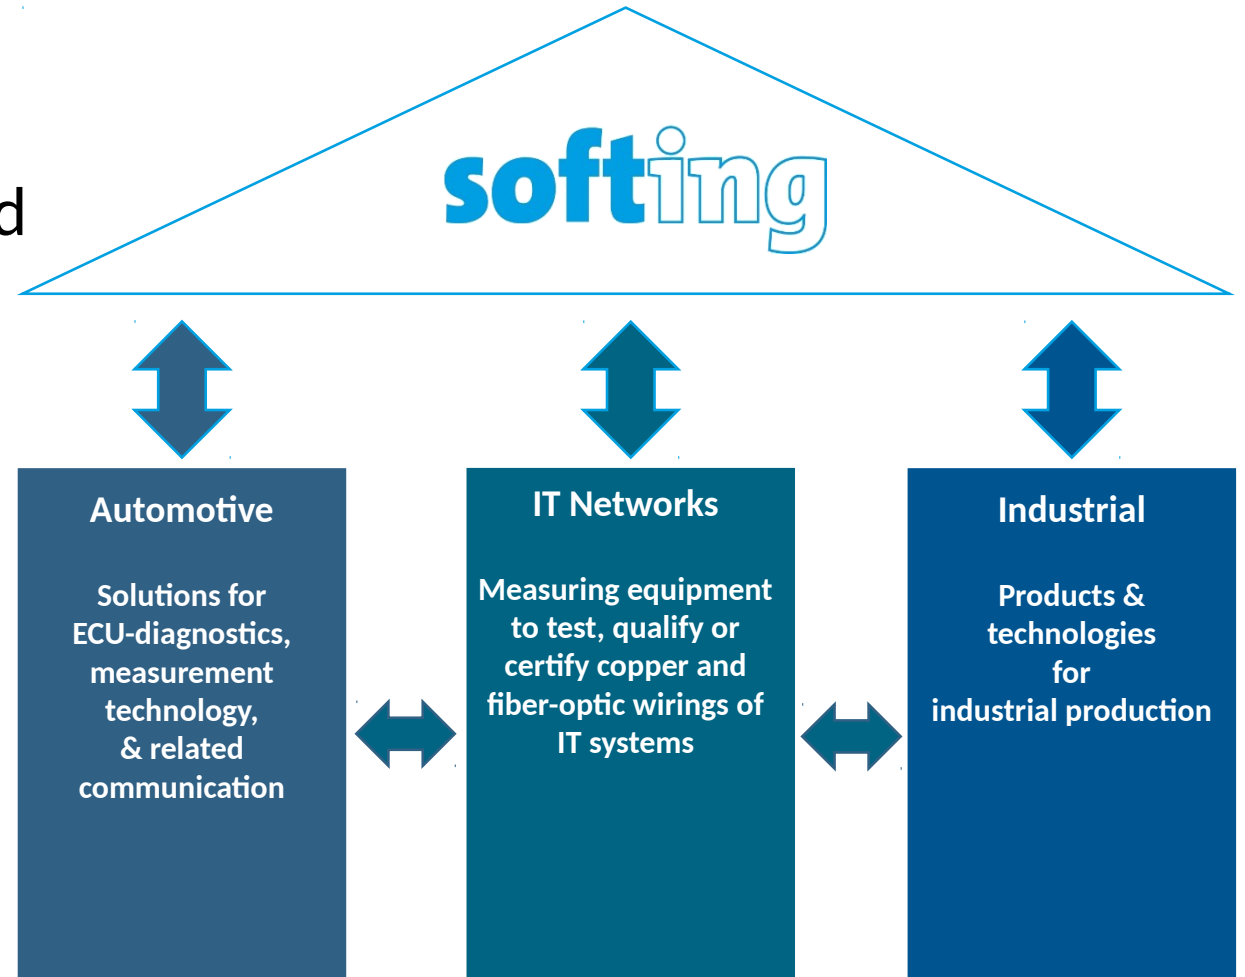 softing
d
Automotive
Solutions for
ECU-diagnostics,
measurement
technology,
& related
communication
IT Networks
Measuring equipment
to test, qualify or
certify copper and
fiber-optic wirings of
IT systems
Industrial
Products &
technologies
for
industrial production